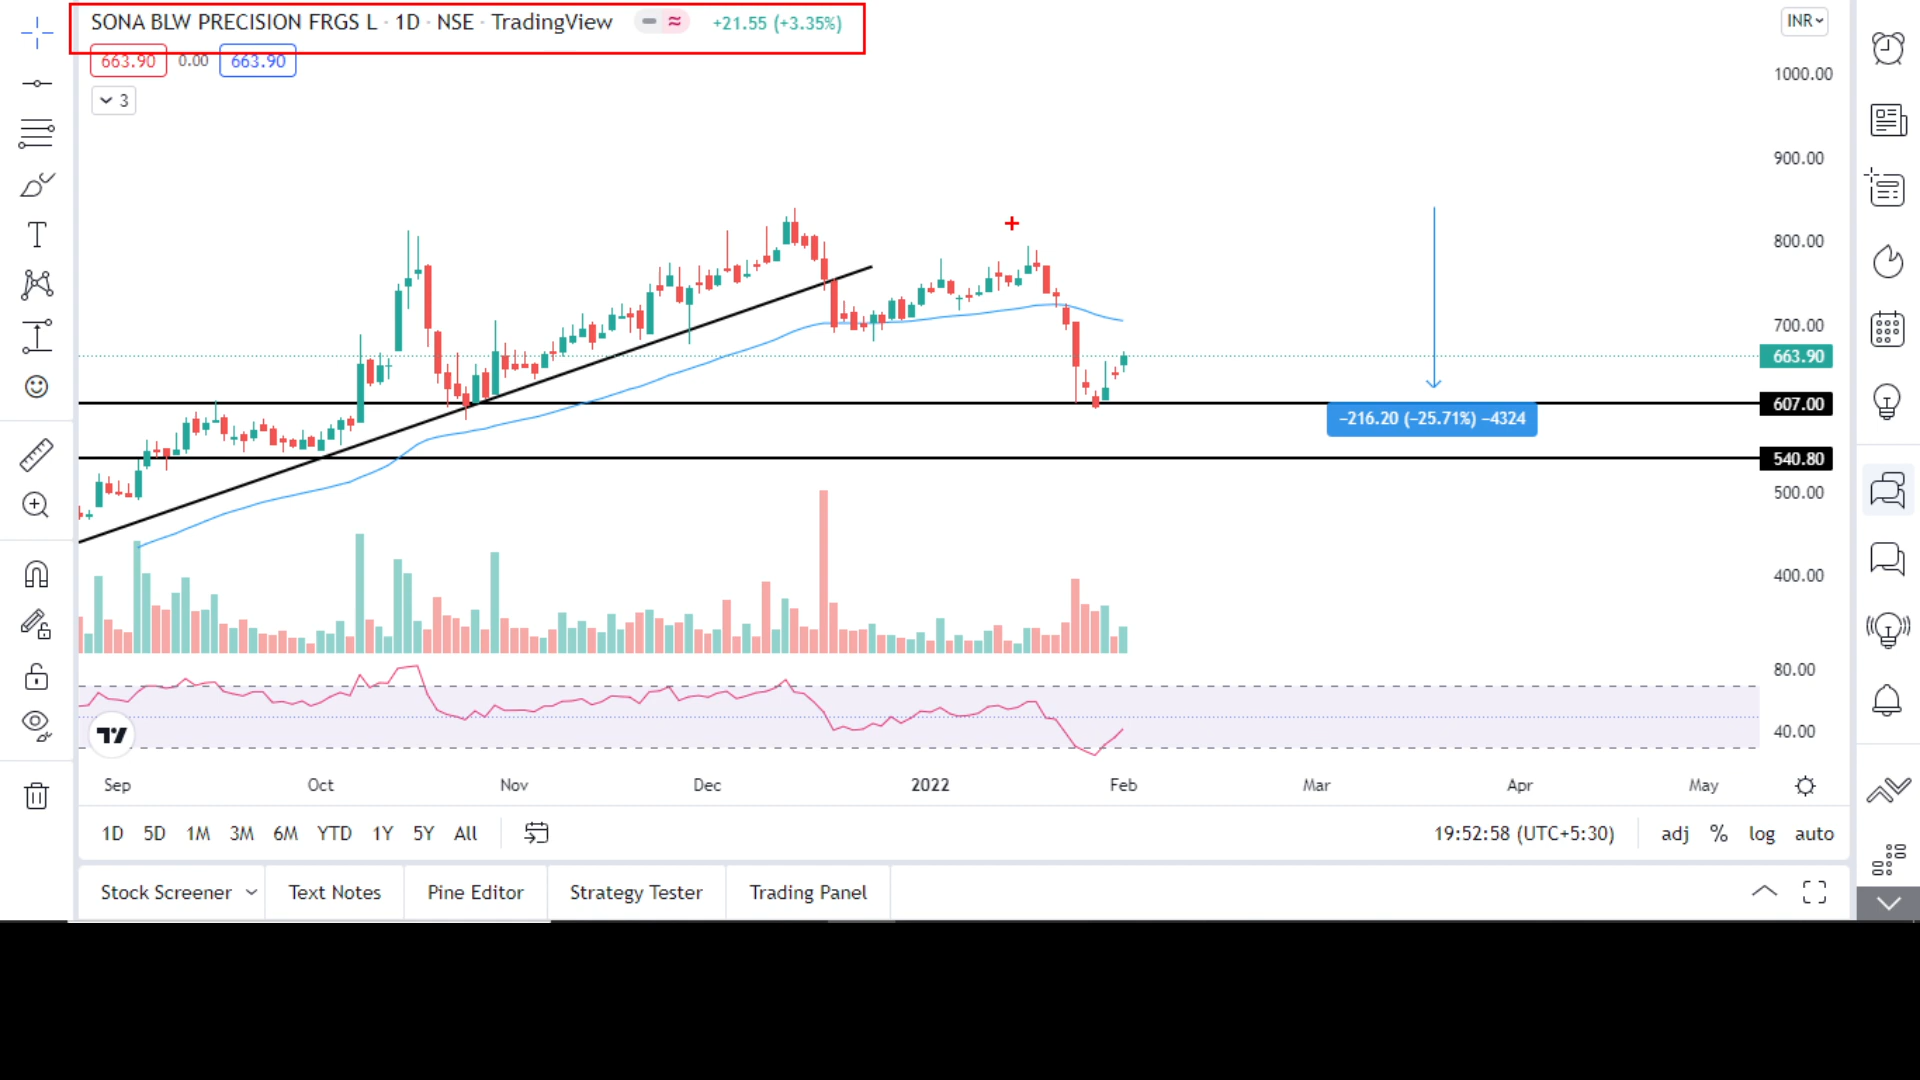 SONA BLW PRECISION FRGS L · 1D · NSE · TradingView +21.55 (+3.35%)
INR
663.90 0.00 663.90
3
1000.00
900.00
800.00
700.00
663.90
607.00
−216.20 (−25.71%) −4324
540.80
500.00
400.00
80.00
40.00
Sep Oct Nov Dec 2022 Feb Mar Apr May
1D 5D 1M 3M 6M YTD 1Y 5Y All 19:52:58 (UTC+5:30) adj % log auto
Stock Screener Text Notes Pine Editor Strategy Tester Trading Panel